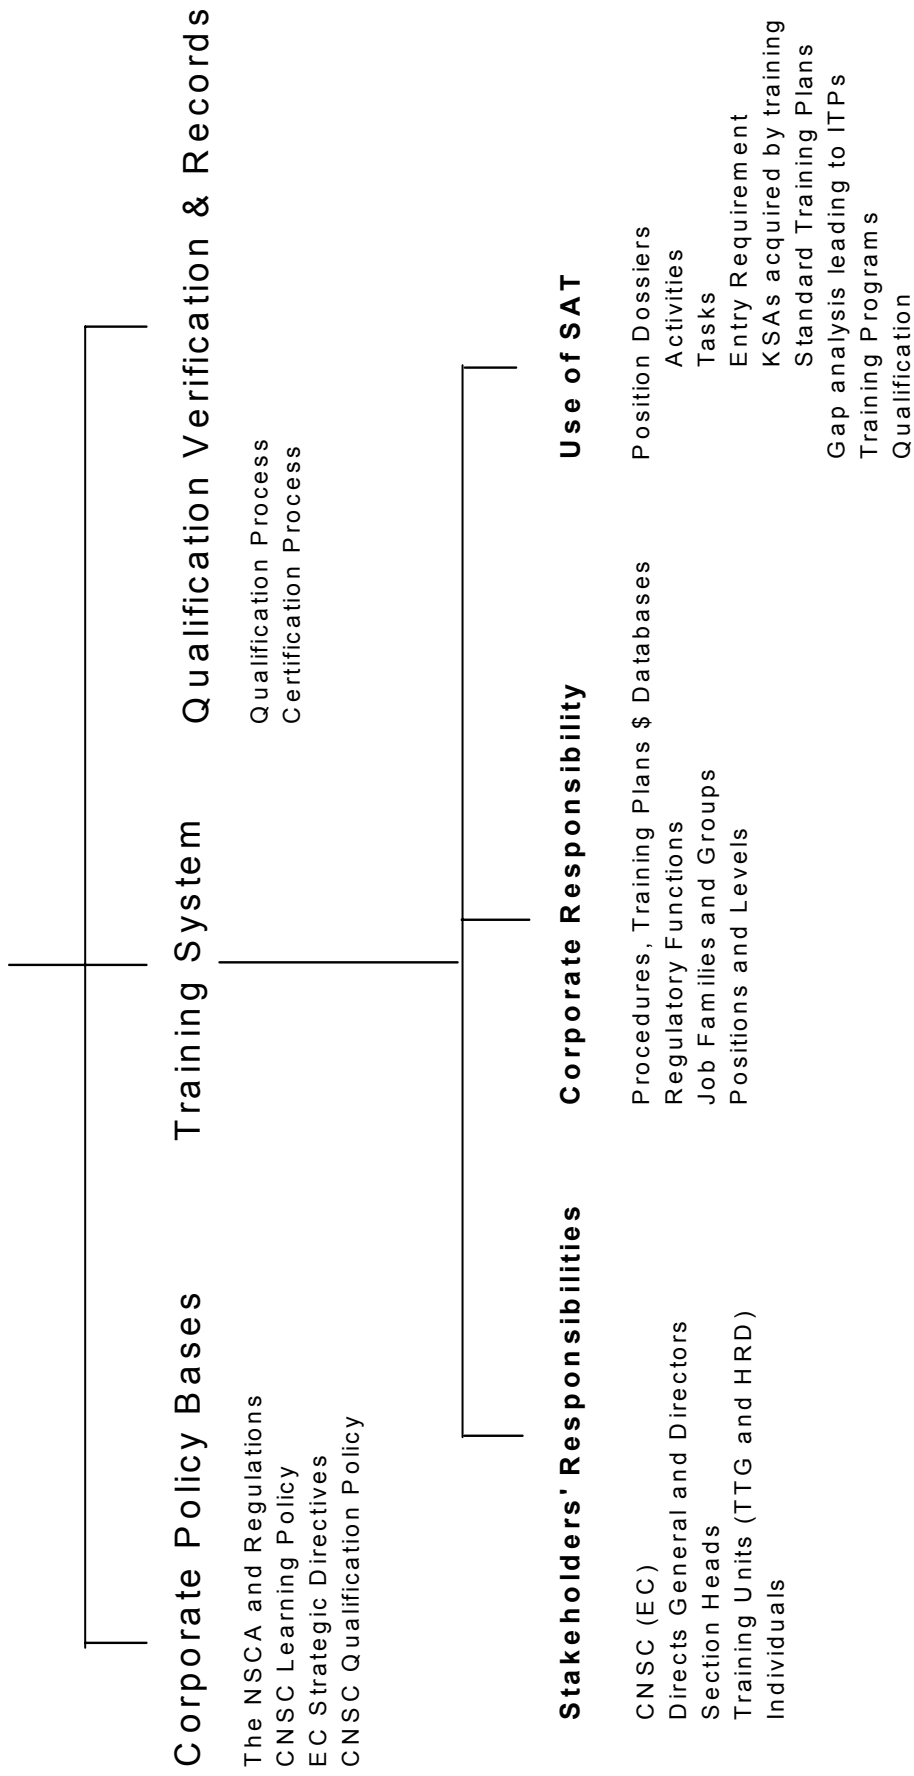 Corporate Policy Bases
The NSCA and Regulations
CNSC Learning Policy
EC Strategic Directives
CNSC Qualification Policy
Training System
Qualification Verification & Records
Qualification Process
Certification Process
Stakeholders' Responsibilities
CNSC (EC)
Directs General and Directors
Section Heads
Training Units (TTG and HRD)
Individuals
Corporate Responsibility
Procedures, Training Plans $ Databases
Regulatory Functions
Job Families and Groups
Positions and Levels
Use of SAT
Position Dossiers
Activities
Tasks
Entry Requirement
KSAs acquired by training
Standard Training Plans
Gap analysis leading to ITPs
Training Programs
Qualification